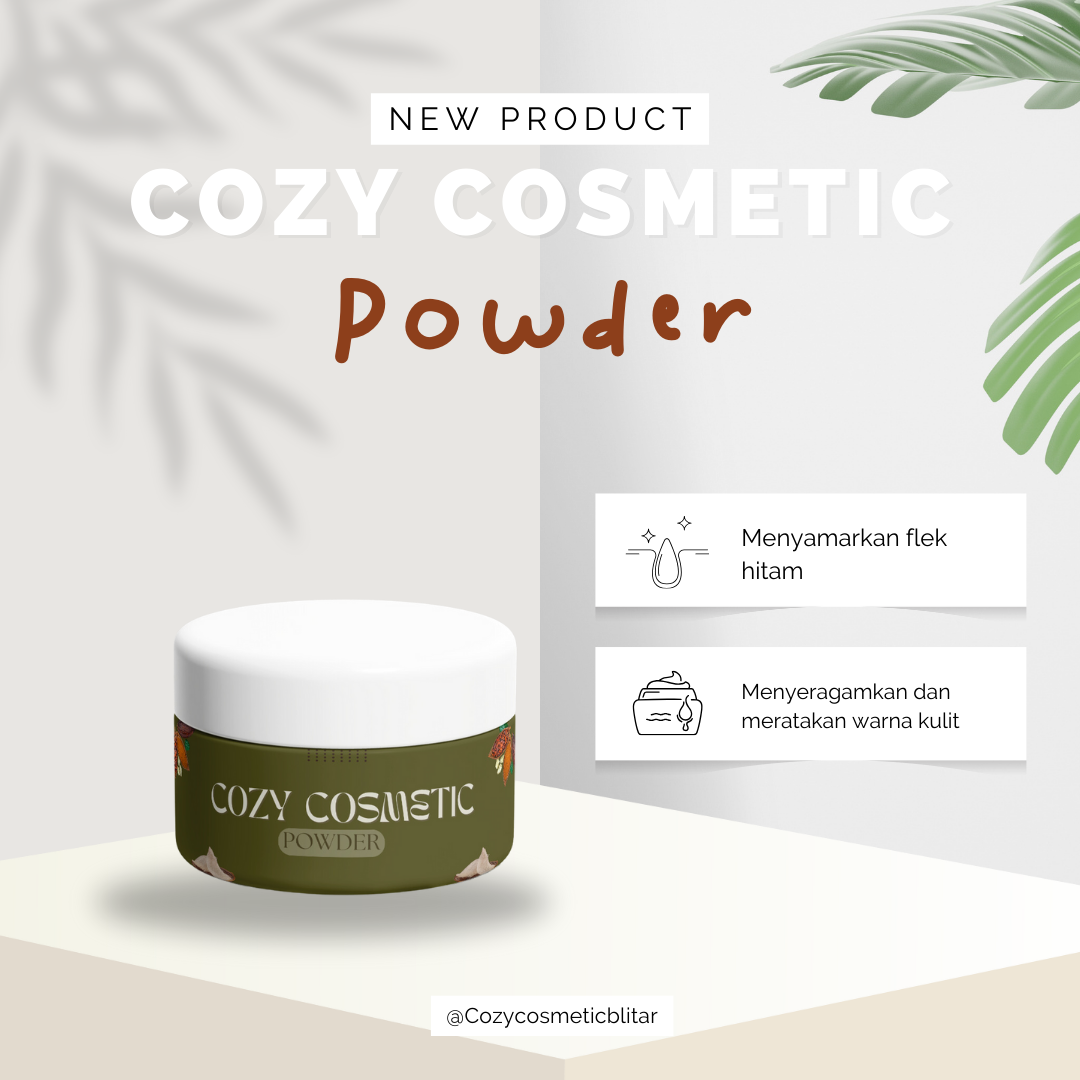 NEW PRODUCT
COZY COSMETIC
Powder
Menyamarkan flek
hitam
Menyeragamkan dan
meratakan warna kulit
COZY COSMETIC
POWDER
@Cozycosmeticblitar